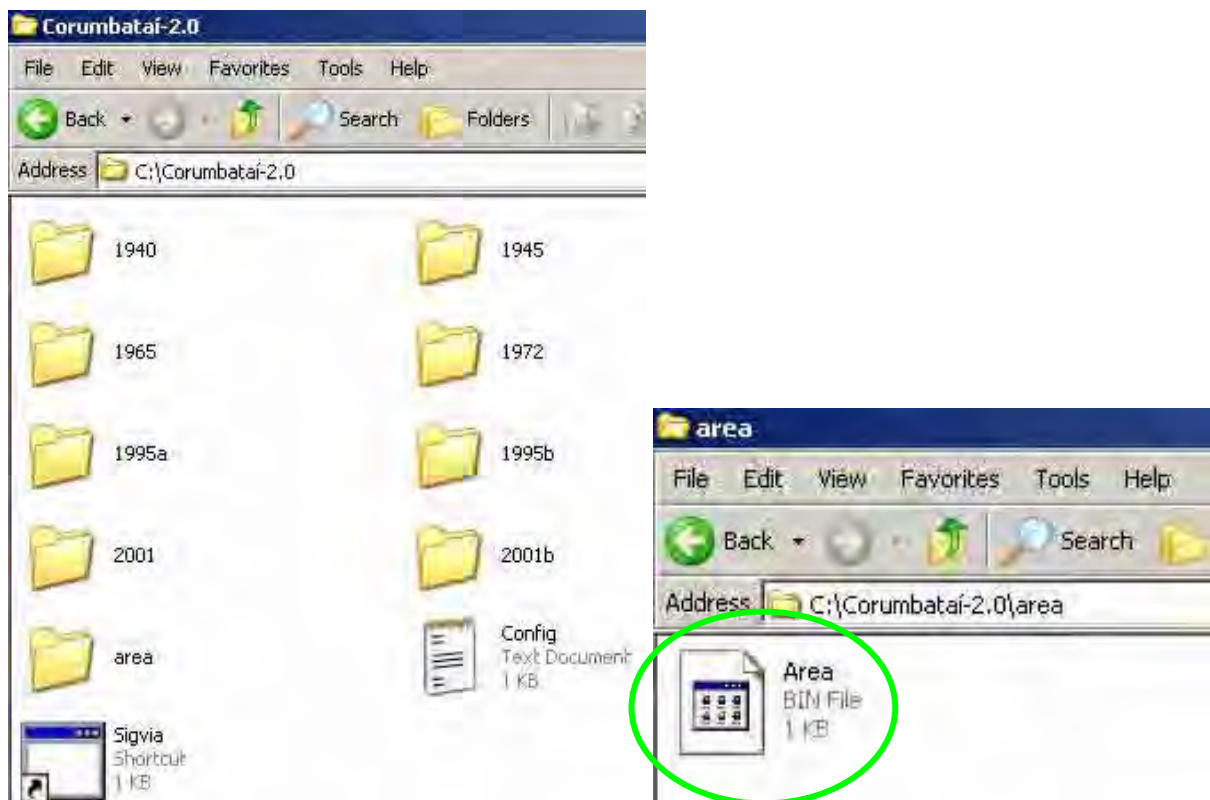 Corumbataí-2.0
File Edit View Favorites Tools Help
Back Search Folders
Address C:\Corumbataí-2.0
1940 1945
1965 1972
1995a 1995b
2001 2001b
area Config
Text Document
1 KB
Sigvia
Shortcut
1 KB
area
File Edit View Favorites Tools Help
Back Search
Address C:\Corumbataí-2.0\area
Area
BIN File
1 KB